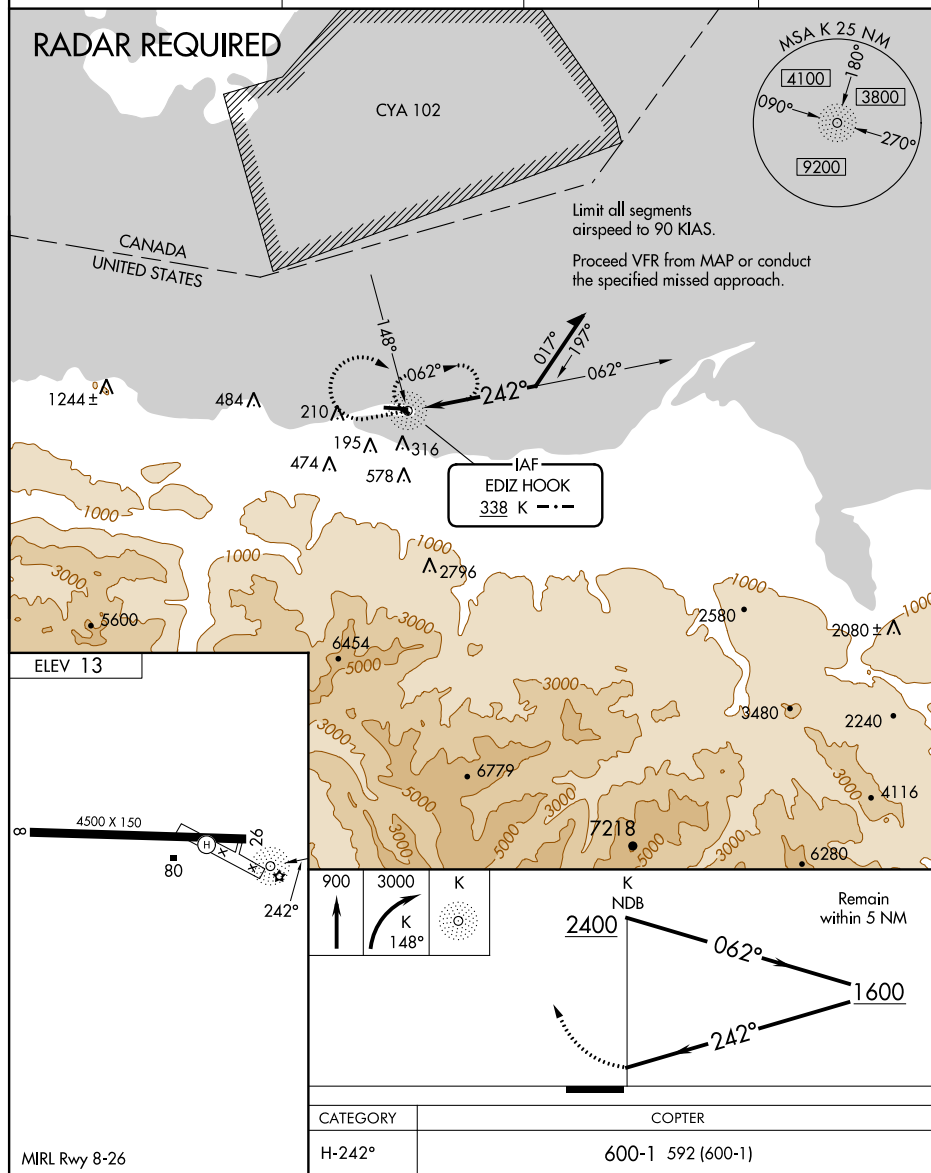 RADAR REQUIRED
MSA K 25 NM
180°
4100
3800
090°
270°
9200
CYA 102
Limit all segments
airspeed to 90 KIAS.
Proceed VFR from MAP or conduct
the specified missed approach.
CANADA
UNITED STATES
148°
017°
197°
062°
062°
242°
1244 ±
484
210
195
316
474
578
IAF
EDIZ HOOK
338 K
1000
1000
1000
1000
1000
3000
2796
5600
2580
2080 ±
3000
6454
5000
3000
3480
2240
3000
6779
3000
4116
5000
3000
3000
5000
7218
5000
3000
6280
ELEV 13
8
4500 X 150
26
H
X
X
80
242°
MIRL Rwy 8-26
900
3000
K
K
148°
K
NDB
Remain
within 5 NM
2400
062°
1600
242°
CATEGORY
COPTER
H-242°
600-1 592 (600-1)